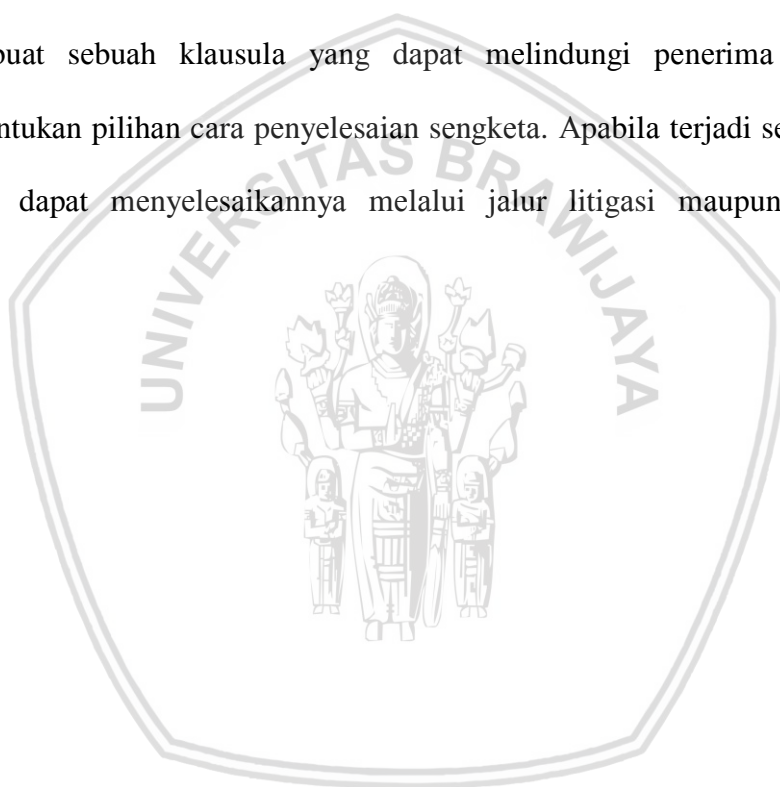 buat sebuah klausula yang dapat melindungi penerima
ntukan pilihan cara penyelesaian sengketa. Apabila terjadi se
dapat menyelesaikannya melalui jalur litigasi maupun
UNIVERSITAS BRAWIJAYA